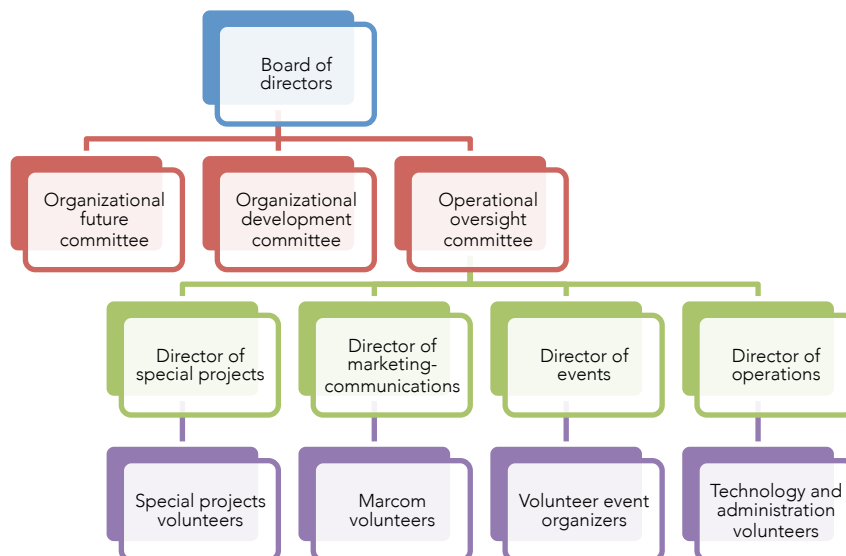 Board of
directors
Organizational
future
committee
Organizational
development
committee
Operational
oversight
committee
Director of
special projects
Director of
marketing-
communications
Director of
events
Director of
operations
Special projects
volunteers
Marcom
volunteers
Volunteer event
organizers
Technology and
administration
volunteers